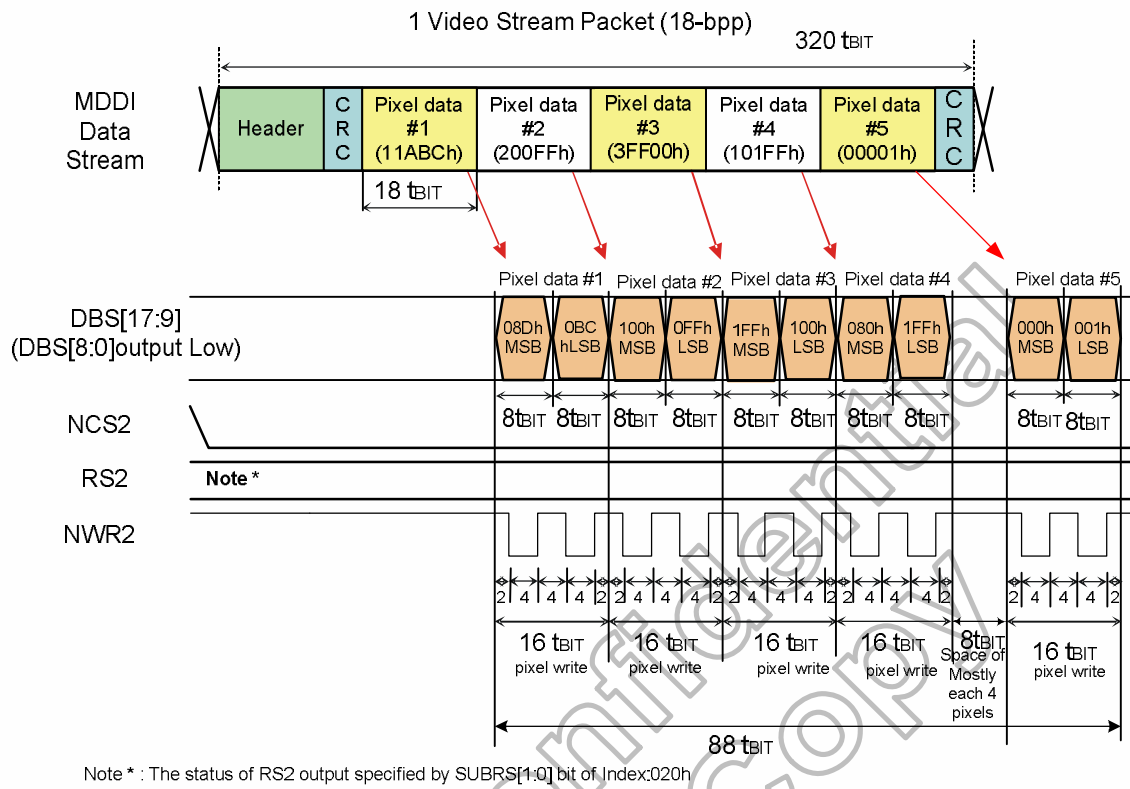 1 Video Stream Packet (18-bpp)
320 tBIT
MDDI
Data
Stream
Header
C
R
C
Pixel data
#1
(11ABCh)
Pixel data
#2
(200FFh)
Pixel data
#3
(3FF00h)
Pixel data
#4
(101FFh)
Pixel data
#5
(00001h)
C
R
C
18 tBIT
Pixel data #1 Pixel data #2 Pixel data #3 Pixel data #4 Pixel data #5
DBS[17:9]
(DBS[8:0]output Low)
08Dh
MSB
0BC
hLSB
100h
MSB
0FFh
LSB
1FFh
MSB
100h
LSB
080h
MSB
1FFh
LSB
000h
MSB
001h
LSB
8tBIT 8tBIT 8tBIT 8tBIT 8tBIT 8tBIT 8tBIT 8tBIT 8tBIT 8tBIT
NCS2
RS2
Note *
NWR2
2 4 4 4 2 2 4 4 4 2 2 4 4 4 2 2 4 4 4 2 2 4 4 4 2
16 tBIT
pixel write
16 tBIT
pixel write
16 tBIT
pixel write
16 tBIT
pixel write
8tBIT
Space of
Mostly
each 4
pixels
16 tBIT
pixel write
88 tBIT
Note * : The status of RS2 output specified by SUBRS[1:0] bit of Index:020h
onfidential
copy